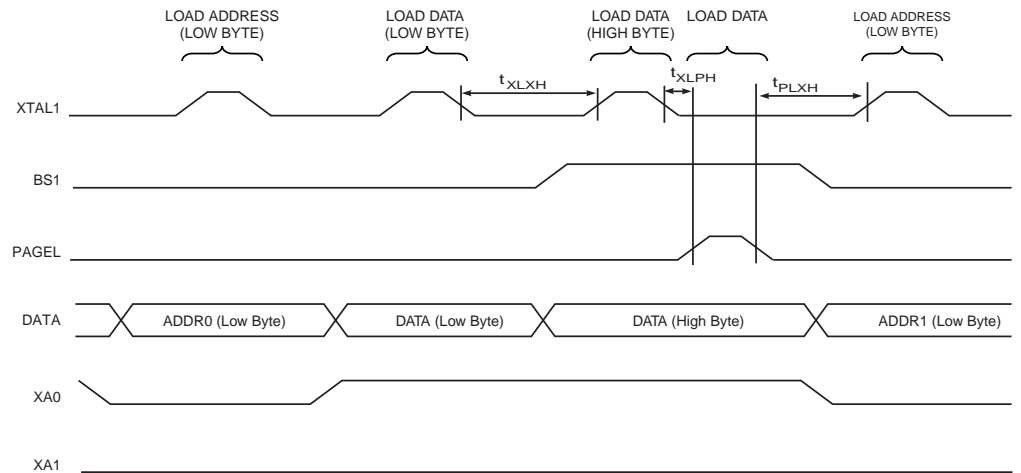 LOAD ADDRESS
(LOW BYTE)
LOAD DATA
(LOW BYTE)
LOAD DATA
(HIGH BYTE)
LOAD DATA
LOAD ADDRESS
(LOW BYTE)
tXLXH
tXLPH
tPLXH
XTAL1
BS1
PAGEL
DATA
ADDR0 (Low Byte)
DATA (Low Byte)
DATA (High Byte)
ADDR1 (Low Byte)
XA0
XA1